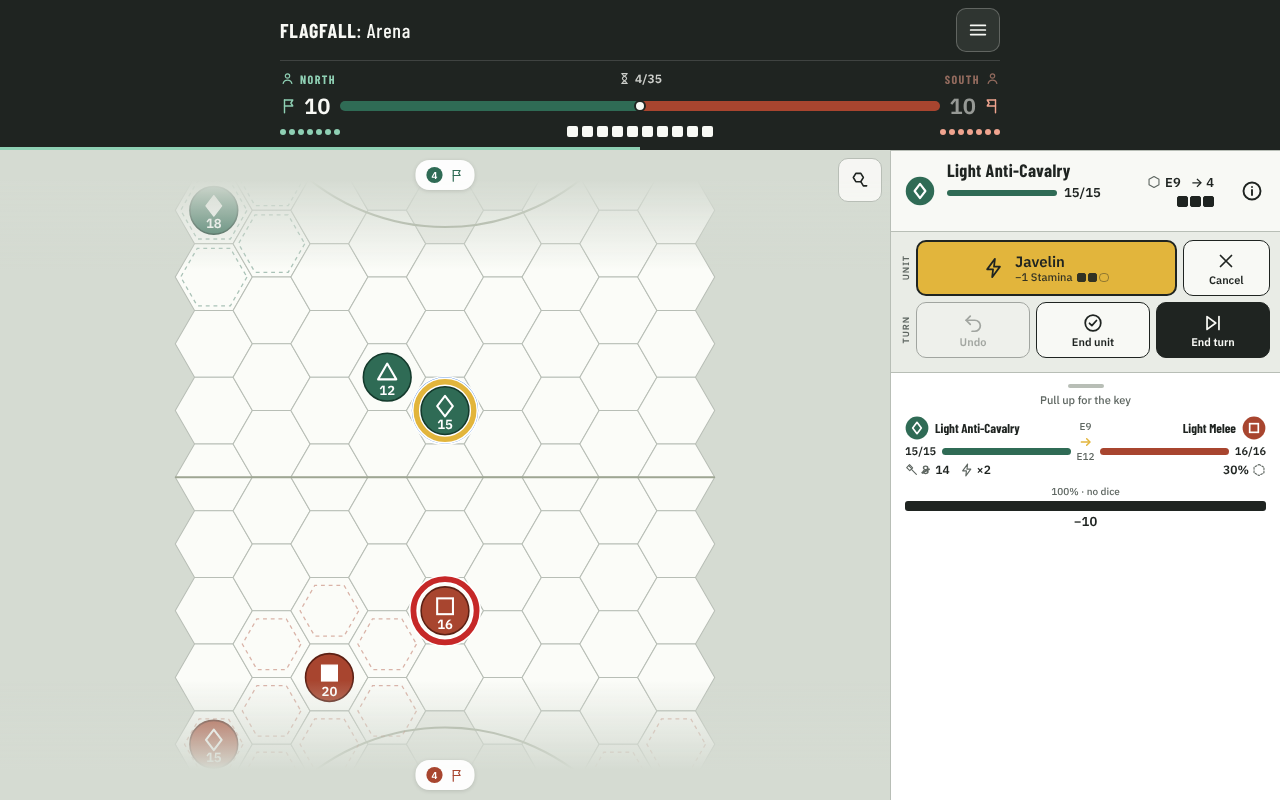 FLAGFALL: Arena
NORTH
4/35
SOUTH
10
10
4
18
12
15
16
20
15
4
Light Anti-Cavalry
15/15
E9
4
UNIT
Javelin
−1 Stamina
Cancel
TURN
Undo
End unit
End turn
Pull up for the key
Light Anti-Cavalry
E9
Light Melee
15/15
→
16/16
E12
14
×2
30%
100% · no dice
−10